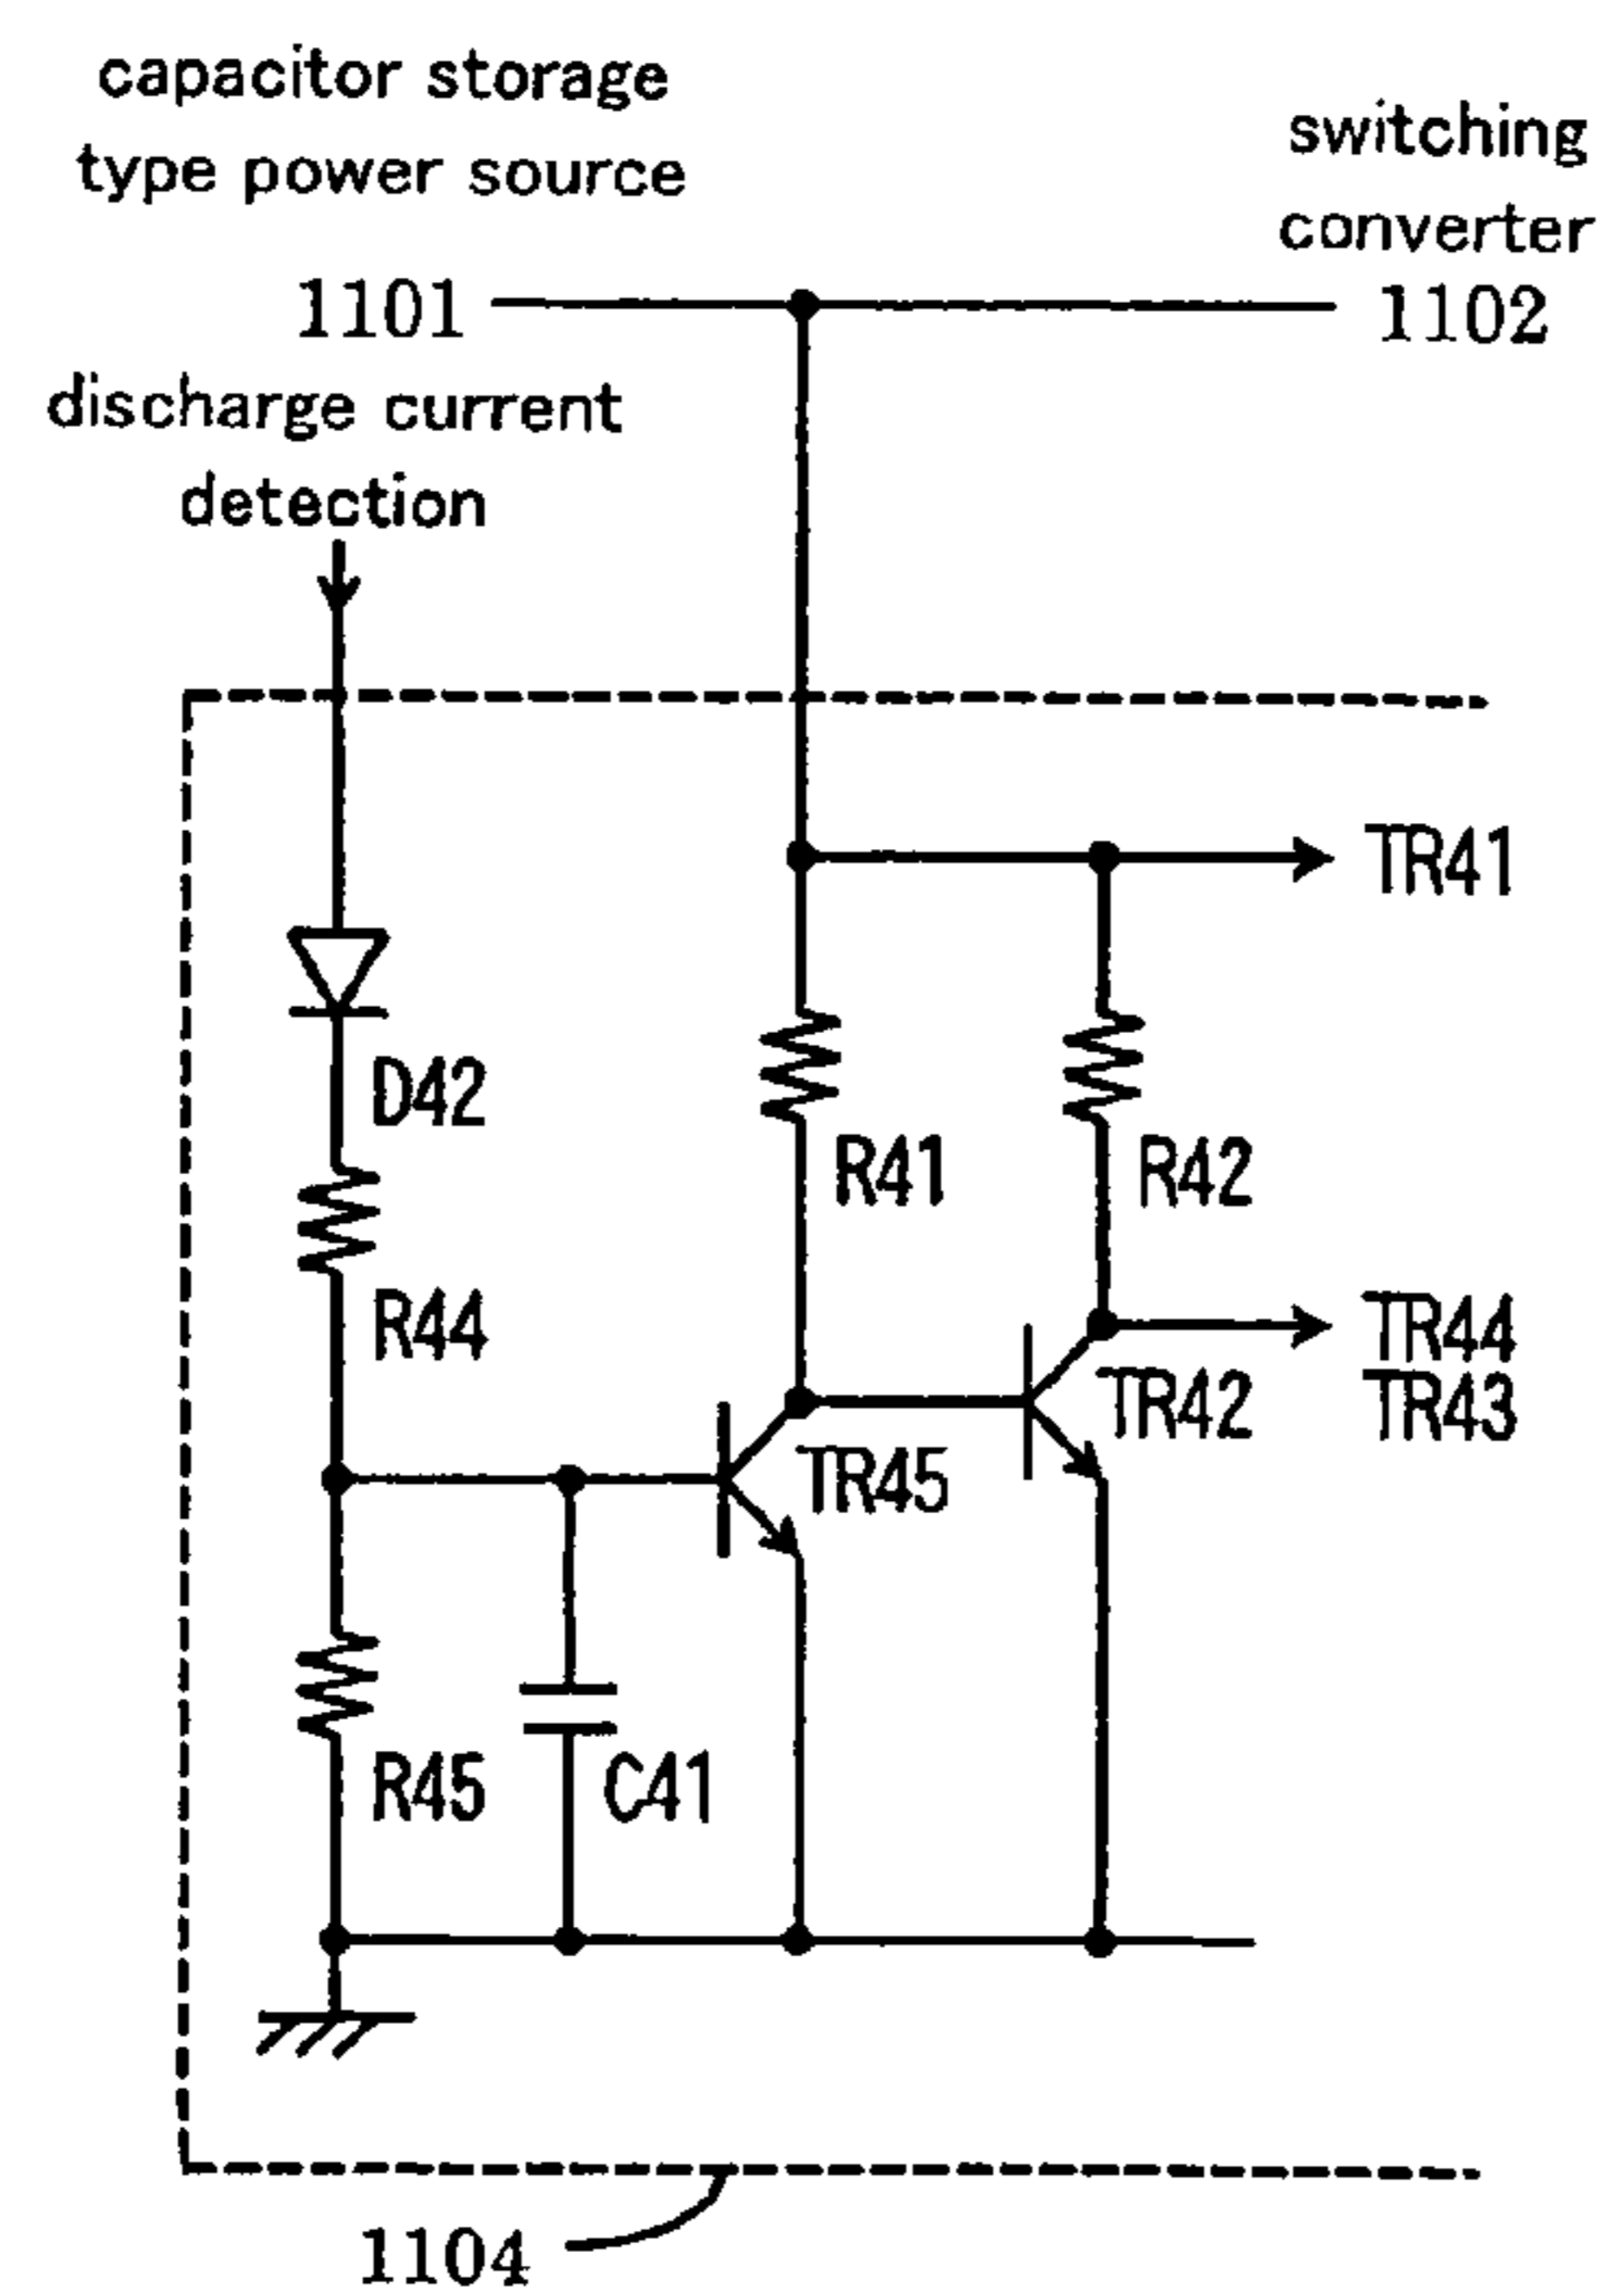 capacitor storage
type power source
1101
switching
converter
1102
discharge current
detection
TR41
D42
R41
R42
R44
TR44
TR43
TR42
TR45
R45
C41
1104